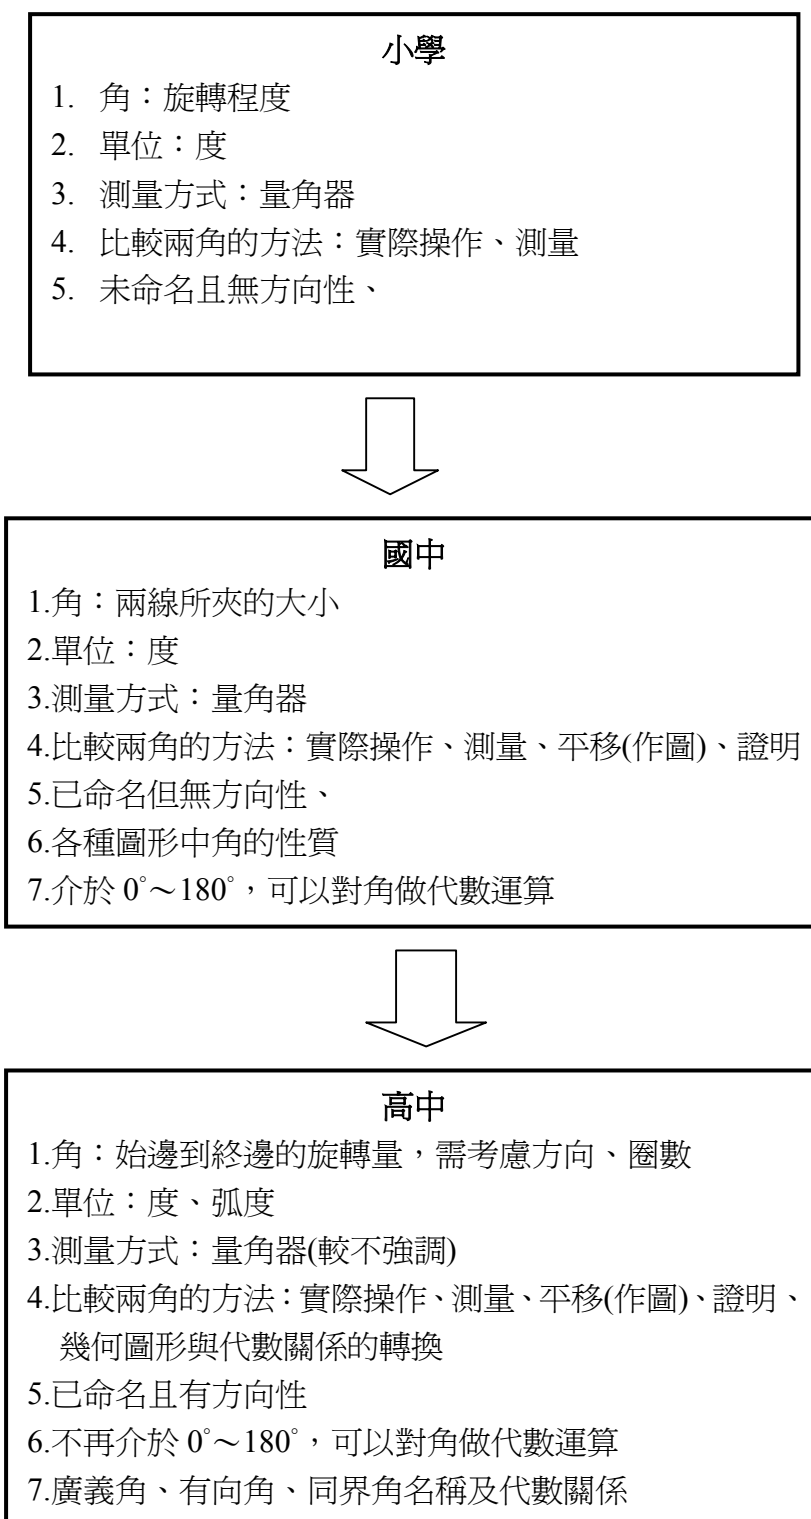 小學
1. 角：旋轉程度
2. 單位：度
3. 測量方式：量角器
4. 比較兩角的方法：實際操作、測量
5. 未命名且無方向性、
國中
1.角：兩線所夾的大小
2.單位：度
3.測量方式：量角器
4.比較兩角的方法：實際操作、測量、平移(作圖)、證明
5.已命名但無方向性、
6.各種圖形中角的性質
7.介於 0°～180°，可以對角做代數運算
高中
1.角：始邊到終邊的旋轉量，需考慮方向、圈數
2.單位：度、弧度
3.測量方式：量角器(較不強調)
4.比較兩角的方法：實際操作、測量、平移(作圖)、證明、
幾何圖形與代數關係的轉換
5.已命名且有方向性
6.不再介於 0°～180°，可以對角做代數運算
7.廣義角、有向角、同界角名稱及代數關係